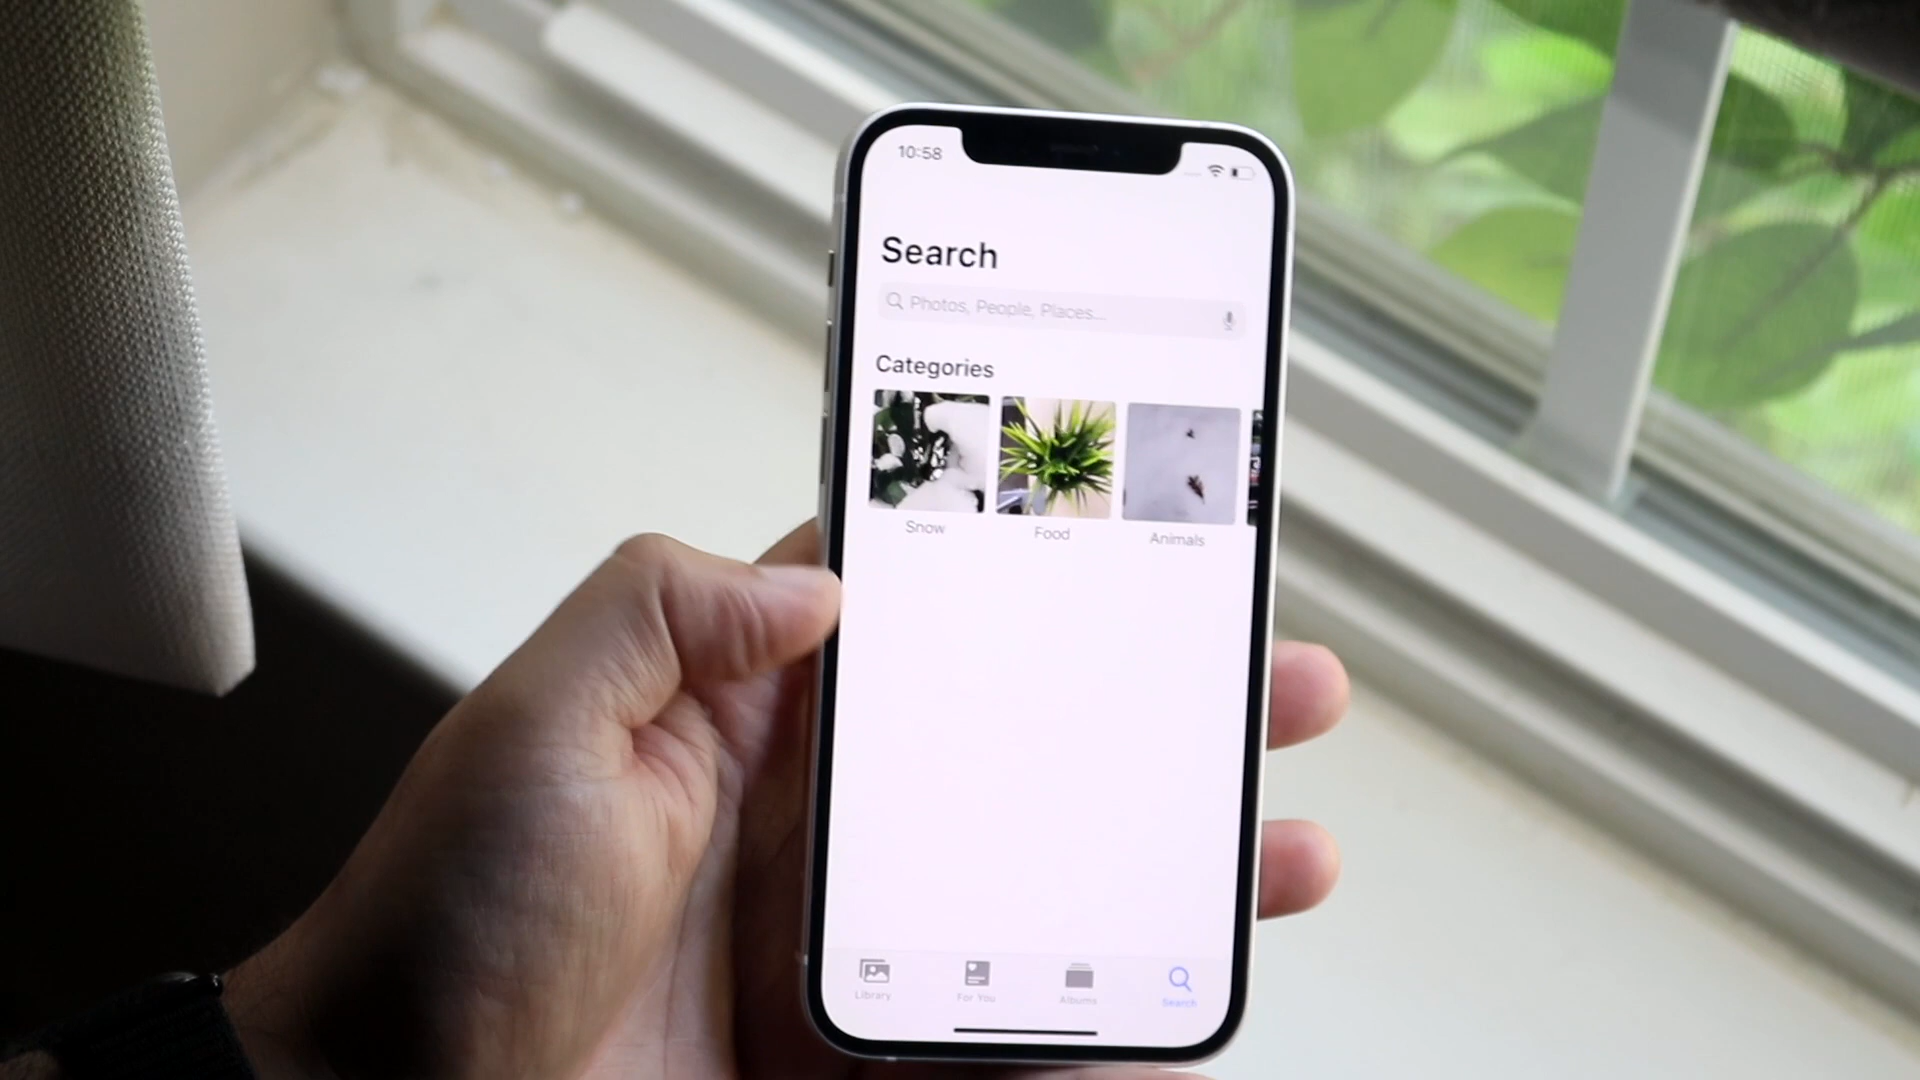 10:58
Search
Photos, People, Places...
Categories
Snow Food Animals
Library For You Albums Search